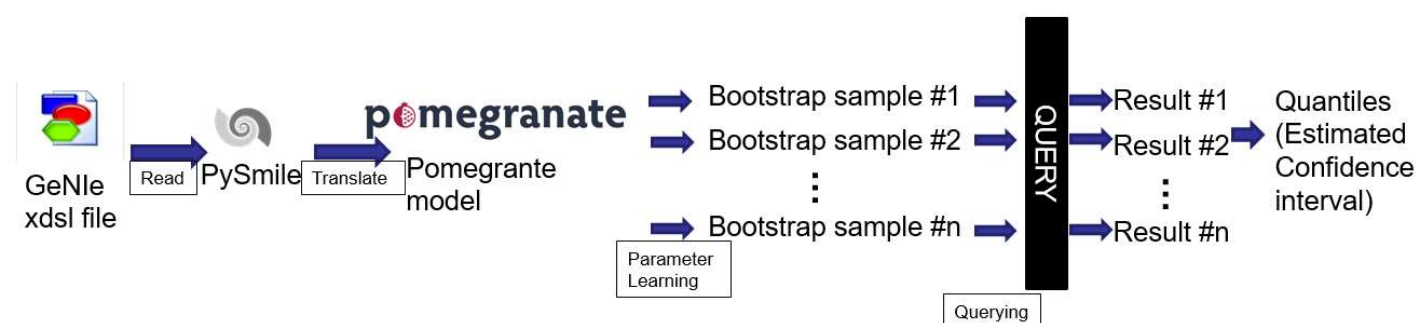 GeNIe
xdsl file
Read
PySmile
Translate
pomegranate
Pomegrante
model
Parameter
Learning
Bootstrap sample #1
Bootstrap sample #2
⋮
Bootstrap sample #n
QUERY
Querying
Result #1
Result #2
⋮
Result #n
Quantiles
(Estimated
Confidence
interval)